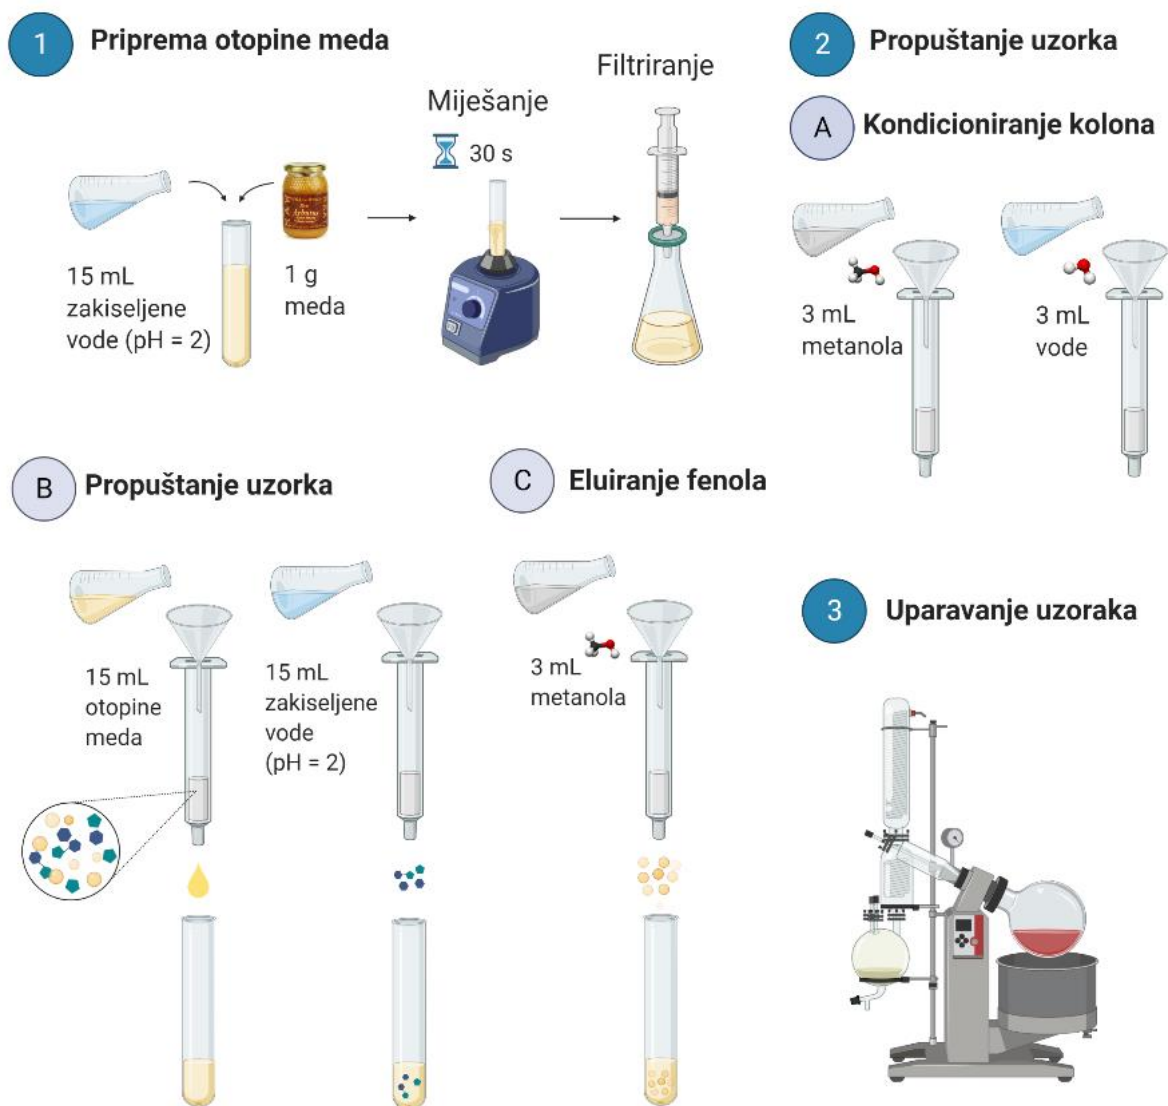 1
Priprema otopine meda
15 mL
zakiseljene
vode (pH = 2)
1 g
meda
Miješanje
30 s
Filtriranje
2
Propuštanje uzorka
A
Kondicioniranje kolona
3 mL
metanola
3 mL
vode
B
Propuštanje uzorka
15 mL
otopine
meda
15 mL
zakiseljene
vode
(pH = 2)
C
Eluiranje fenola
3 mL
metanola
3
Uparavanje uzoraka